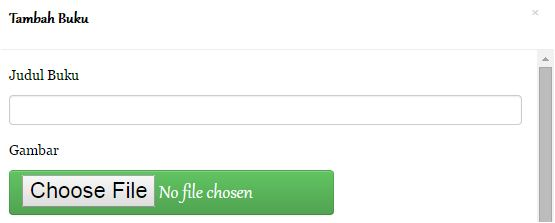 Tambah Buku ×
Judul Buku
Gambar
Choose File No file chosen